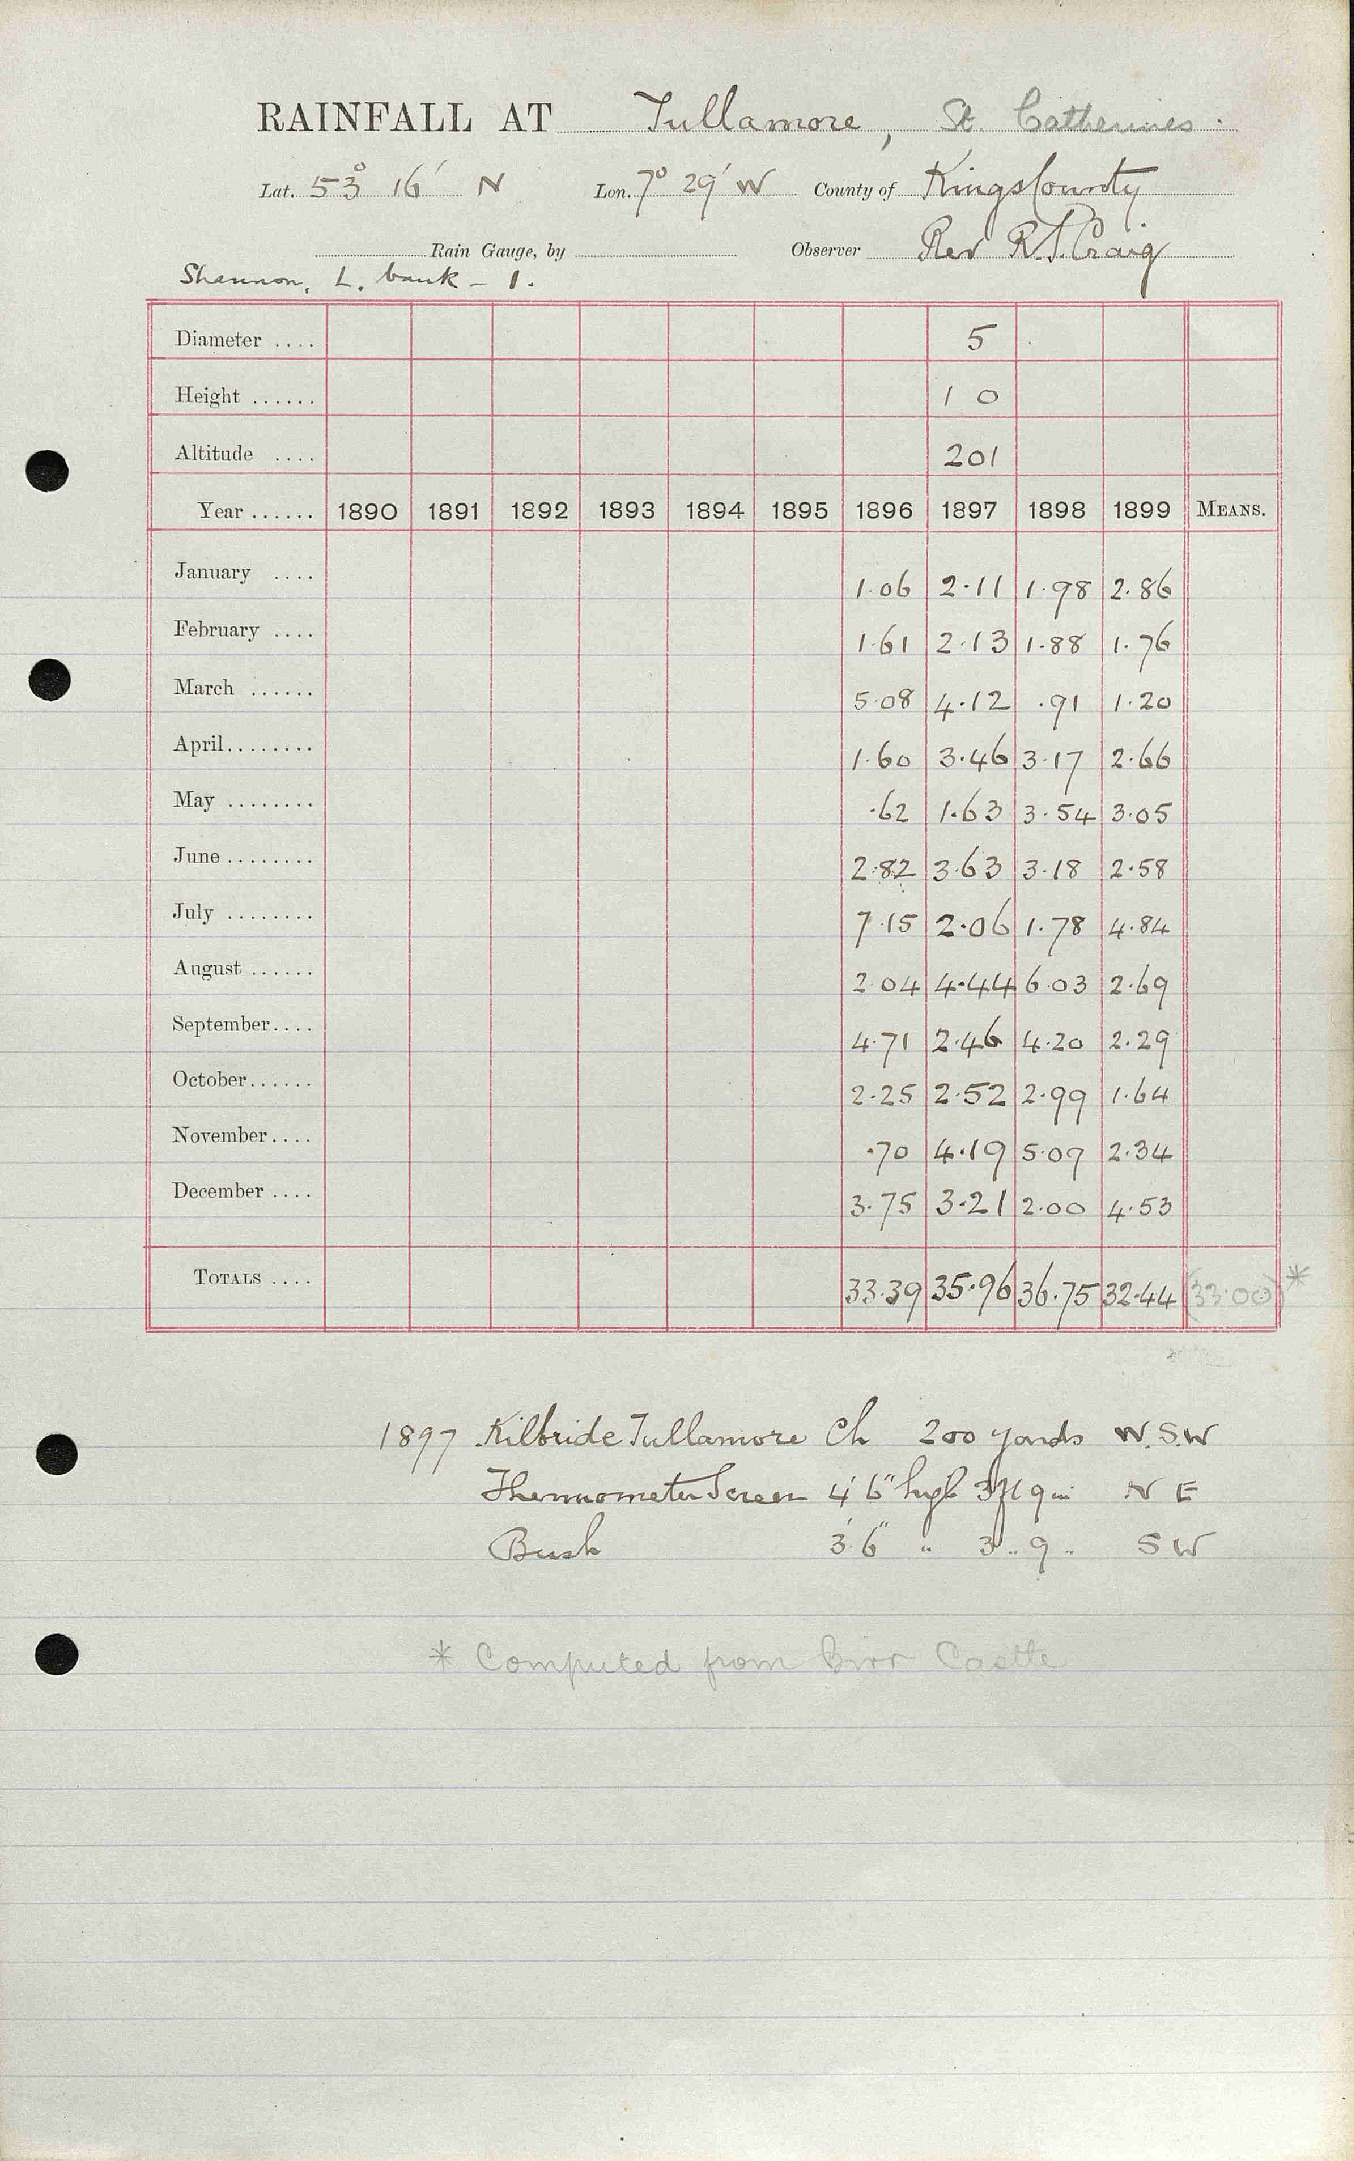 RAINFALL AT Tullamore, St. Catherines.
Lat. 53° 16' N Lon. 7° 29' W County of Kings County
Rain Gauge, by Observer Rev R. S. Craig
Shannon, L. bank - 1.
Diameter .... 5
Height ...... 1 0
Altitude .... 201
Year ...... 1890 1891 1892 1893 1894 1895 1896 1897 1898 1899 MEANS.
January .... 1.06 2.11 1.98 2.86
February .... 1.61 2.13 1.88 1.76
March ...... 5.08 4.12 .91 1.20
April........ 1.60 3.46 3.17 2.66
May ........ .62 1.63 3.54 3.05
June ........ 2.82 3.63 3.18 2.58
July ........ 7.15 2.06 1.78 4.84
August ...... 2.04 4.44 6.03 2.69
September.... 4.71 2.46 4.20 2.29
October...... 2.25 2.52 2.99 1.64
November.... .70 4.19 5.09 2.34
December .... 3.75 3.21 2.00 4.53
TOTALS .... 33.39 35.96 36.75 32.44 (33.00)*
1897 Kilbride Tullamore Ch 200 yards W.S.W
Thermometer Screen 4' 6" high 3 ft 9 in N E
Bush 3' 6" " 3 .. 9 .. S W
* Computed from Birr Castle